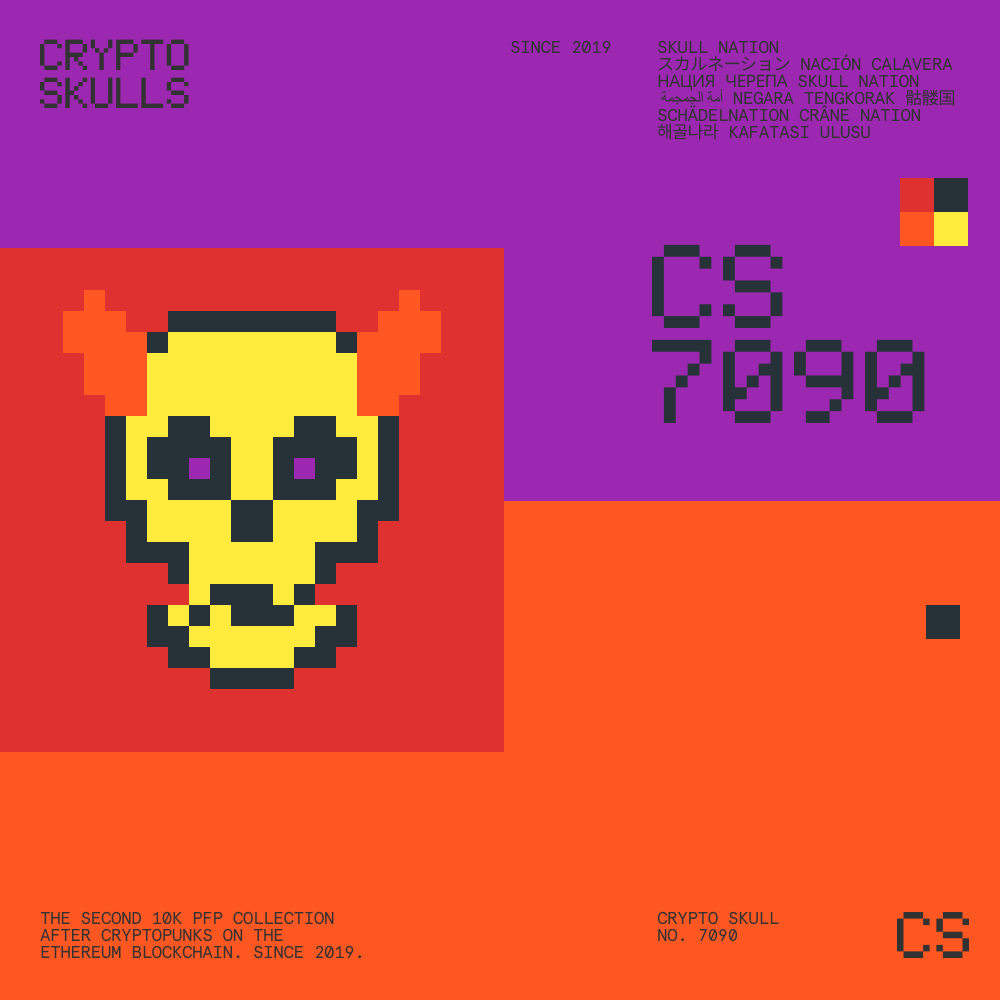 CRYPTO
SKULLS
SINCE 2019
SKULL NATION
スカルネーション NACIÓN CALAVERA
НАЦИЯ ЧЕРЕПА SKULL NATION
أمة الجمجمة NEGARA TENGKORAK 骷髅国
SCHÄDELNATION CRÂNE NATION
해골나라 KAFATASI ULUSU
CS
7090
THE SECOND 10K PFP COLLECTION
AFTER CRYPTOPUNKS ON THE
ETHEREUM BLOCKCHAIN. SINCE 2019.
CRYPTO SKULL
NO. 7090
CS